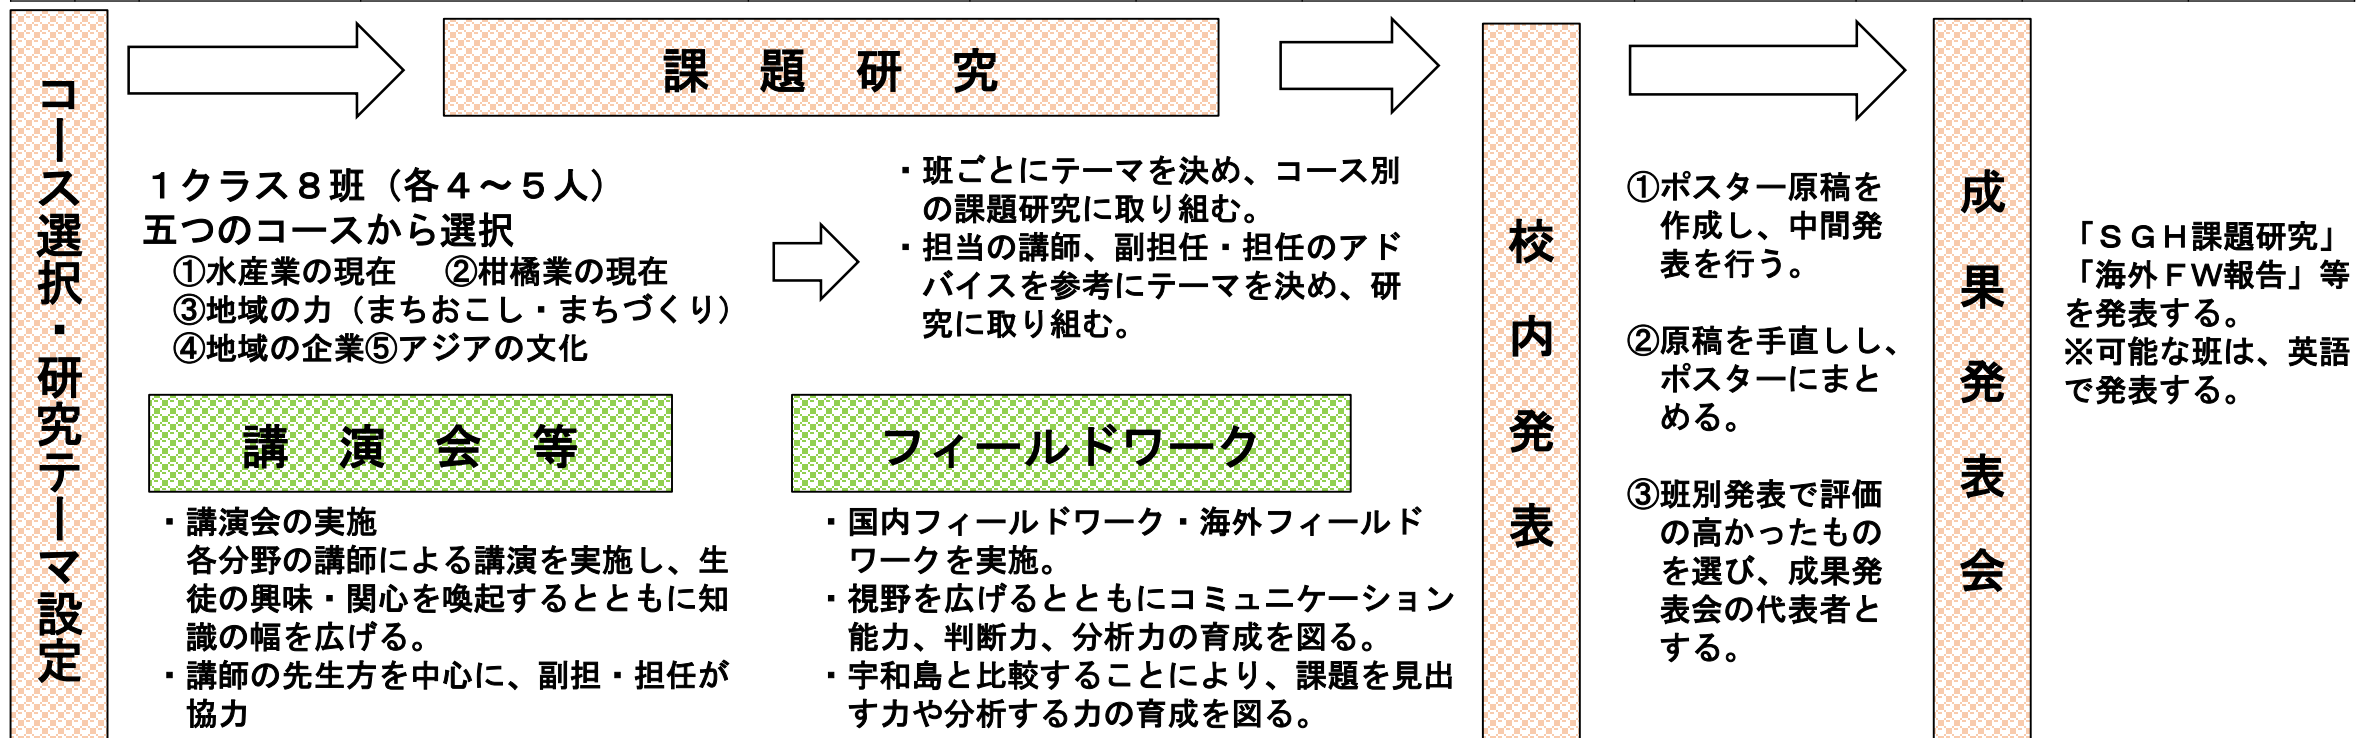 コース選択・研究テーマ設定
課題研究
１クラス８班（各４～５人）
五つのコースから選択
①水産業の現在　②柑橘業の現在
③地域の力（まちおこし・まちづくり）
④地域の企業⑤アジアの文化
・班ごとにテーマを決め、コース別
の課題研究に取り組む。
・担当の講師、副担任・担任のアド
バイスを参考にテーマを決め、研
究に取り組む。
講演会等
・講演会の実施
各分野の講師による講演を実施し、生
徒の興味・関心を喚起するとともに知
識の幅を広げる。
・講師の先生方を中心に、副担・担任が
協力
フィールドワーク
・国内フィールドワーク・海外フィールド
ワークを実施。
・視野を広げるとともにコミュニケーション
能力、判断力、分析力の育成を図る。
・宇和島と比較することにより、課題を見出
す力や分析する力の育成を図る。
校内発表
①ポスター原稿を
作成し、中間発
表を行う。
②原稿を手直しし、
ポスターにまと
める。
③班別発表で評価
の高かったもの
を選び、成果発
表会の代表者と
する。
成果発表会
「ＳＧＨ課題研究」
「海外ＦＷ報告」等
を発表する。
※可能な班は、英語
で発表する。